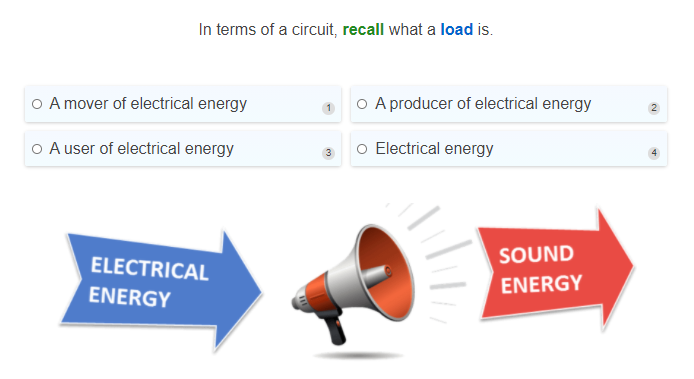 In terms of a circuit, recall what a load is.
A mover of electrical energy 1
A producer of electrical energy 2
A user of electrical energy 3
Electrical energy 4
ELECTRICAL
ENERGY
SOUND
ENERGY